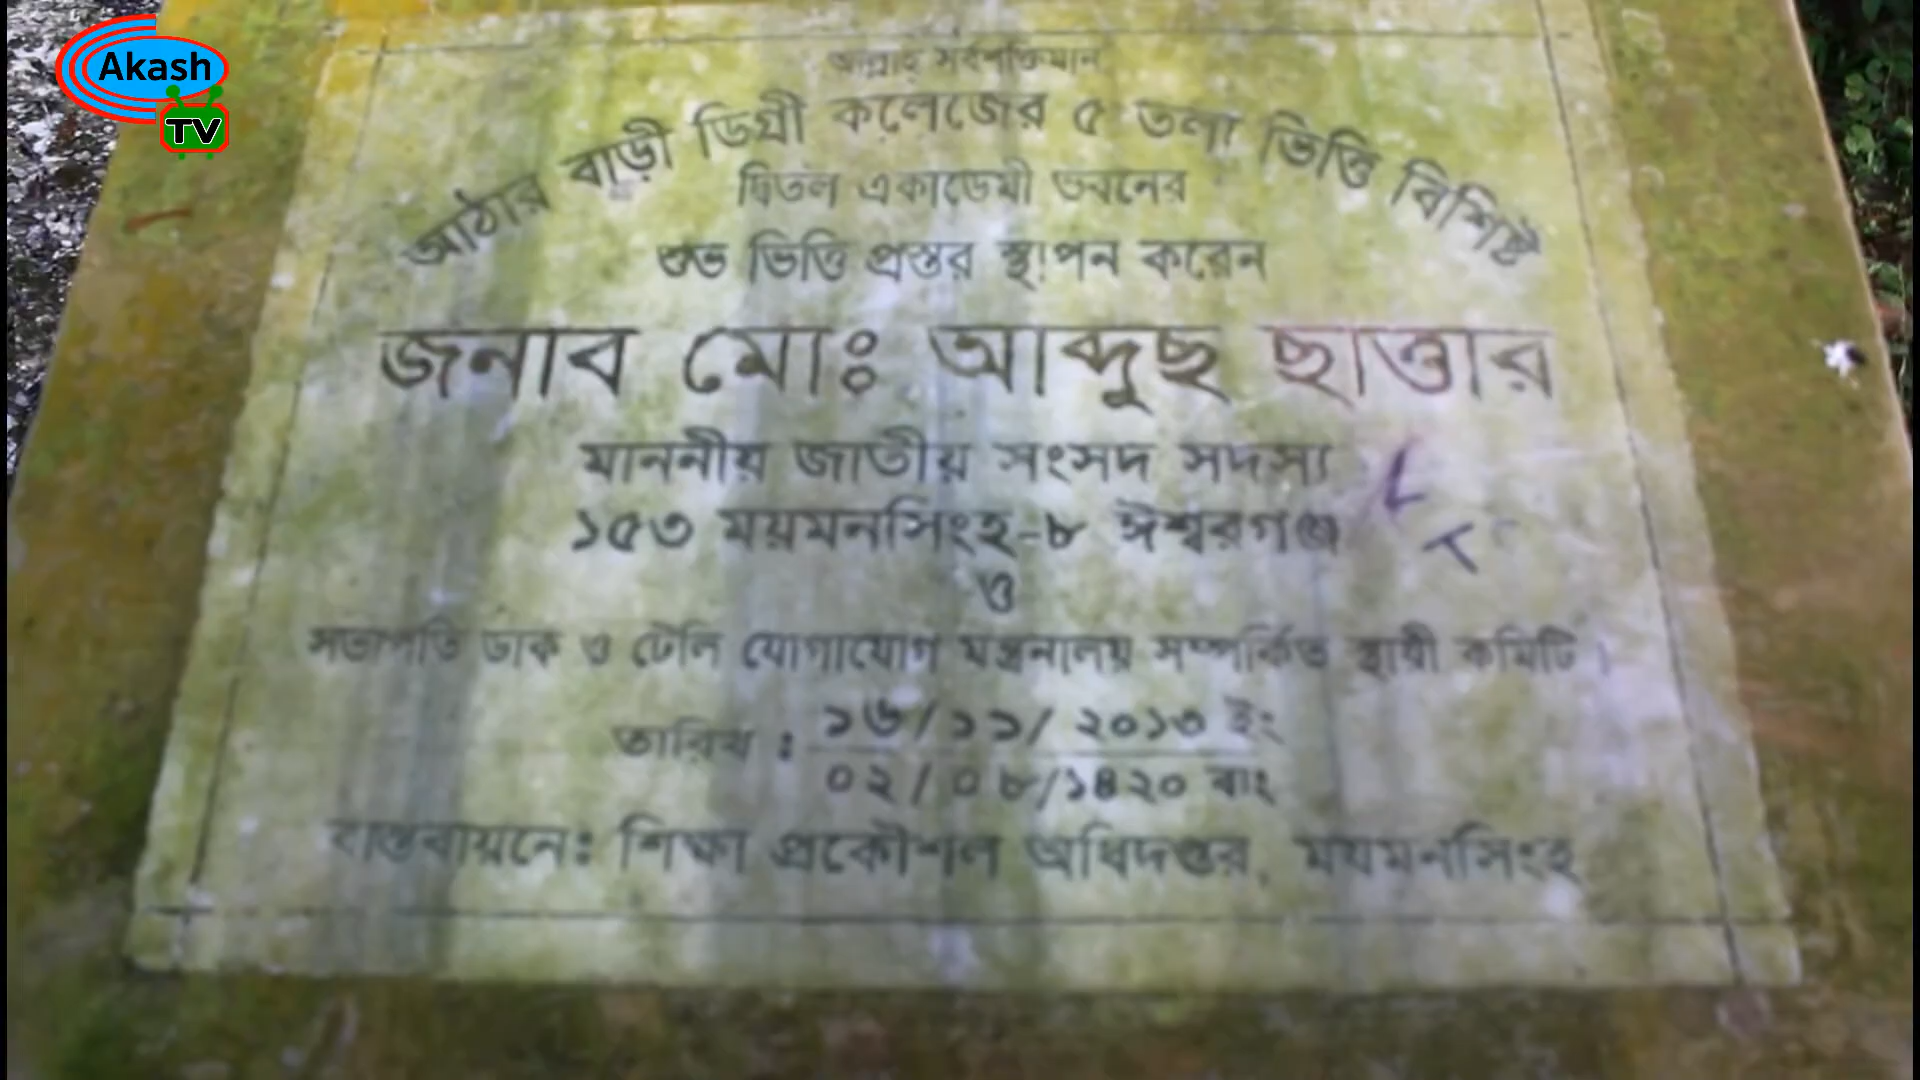 Akash
TV
আল্লাহ সর্বশক্তিমান
আঠার বাড়ী ডিগ্রী কলেজের ৫ তলা ভিত্তি বিশিষ্ট
দ্বিতল একাডেমী ভবনের
শুভ ভিত্তি প্রস্তর স্থাপন করেন
জনাব মোঃ আব্দুছ ছাত্তার
মাননীয় জাতীয় সংসদ সদস্য
১৫৩ ময়মনসিংহ-৮ ঈশ্বরগঞ্জ
ও
সভাপতি ডাক ও টেলি যোগাযোগ মন্ত্রনালয় সম্পর্কিত স্থায়ী কমিটি।
তারিখ : ১৬/১১/২০১৩ ইং
০২/০৮/১৪২০ বাং
বাস্তবায়নেঃ শিক্ষা প্রকৌশল অধিদপ্তর, ময়মনসিংহ